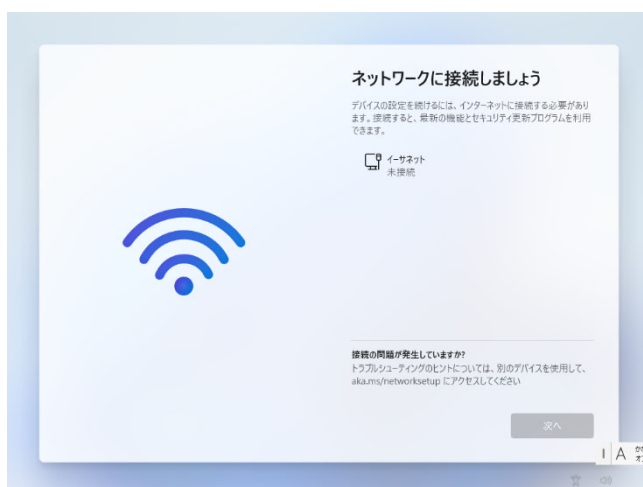 ネットワークに接続しましょう
デバイスの設定を続けるには、インターネットに接続する必要があり
ます。接続すると、最新の機能とセキュリティ更新プログラムを利用
できます。
イーサネット
未接続
接続の問題が発生していますか?
トラブルシューティングのヒントについては、別のデバイスを使用して、
aka.ms/networksetup にアクセスしてください
次へ
A